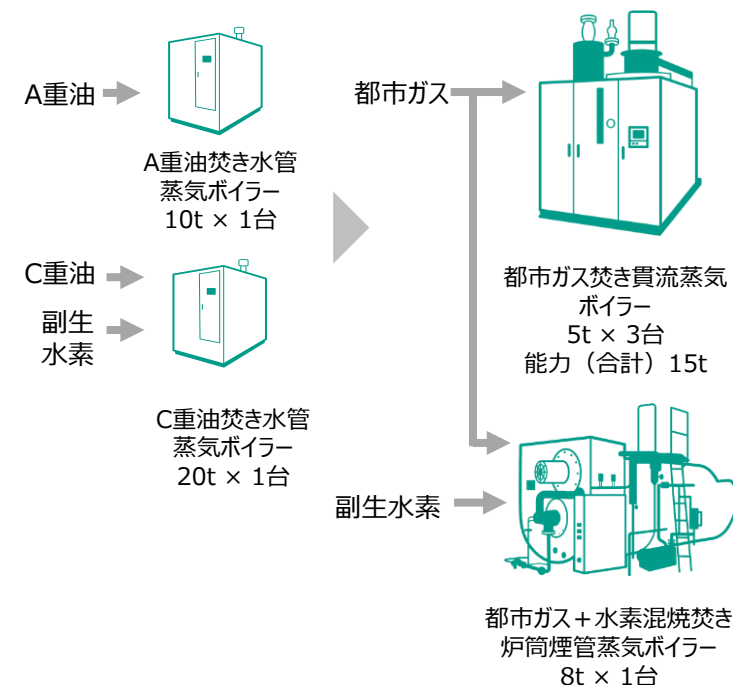 A重油
A重油焚き水管
蒸気ボイラー
10t × 1台
C重油
副生
水素
C重油焚き水管
蒸気ボイラー
20t × 1台
都市ガス
都市ガス焚き貫流蒸気
ボイラー
5t × 3台
能力（合計）15t
副生水素
都市ガス＋水素混焼焚き
炉筒煙管蒸気ボイラー
8t × 1台